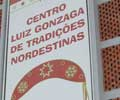 CENTRO
LUIZ GONZAGA
DE TRADIÇÕES
NORDESTINAS